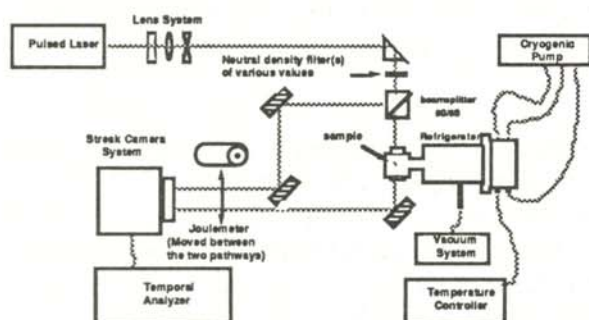 Lens System
Pulsed Laser
Cryogenic
Pump
Neutral density filter(s)
of various values
beamsplitter
50/50
Streak Camera
System
sample
Refrigerator
Joulemeter
(Moved between
the two pathways)
Vacuum
System
Temporal
Analyzer
Temperature
Controller